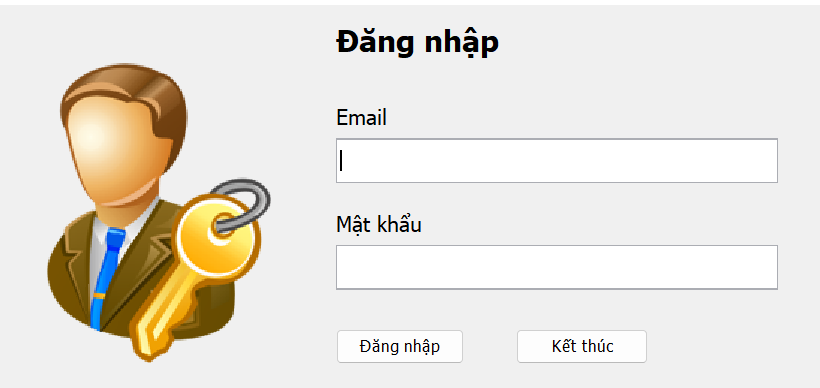 Đăng nhập
Email
Mật khẩu
Đăng nhập Kết thúc